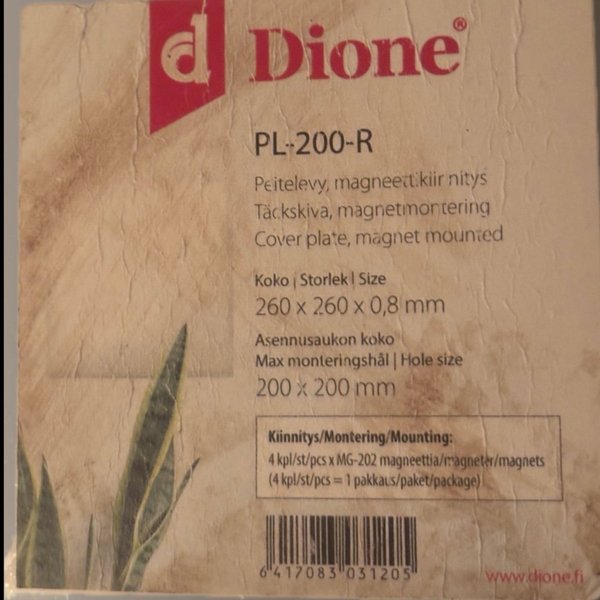 d Dione®
PL-200-R
Peitelevy, magneettikiinnitys
Täckskiva, magnetmontering
Cover plate, magnet mounted
Koko | Storlek | Size
260 x 260 x 0,8 mm
Asennusaukon koko
Max monteringshål | Hole size
200 x 200 mm
Kiinnitys/Montering/Mounting:
4 kpl/st/pcs x MG-202 magneettia/magneter/magnets
(4 kpl/st/pcs = 1 pakkaus/paket/package)
6 417083 031205
www.dione.fi